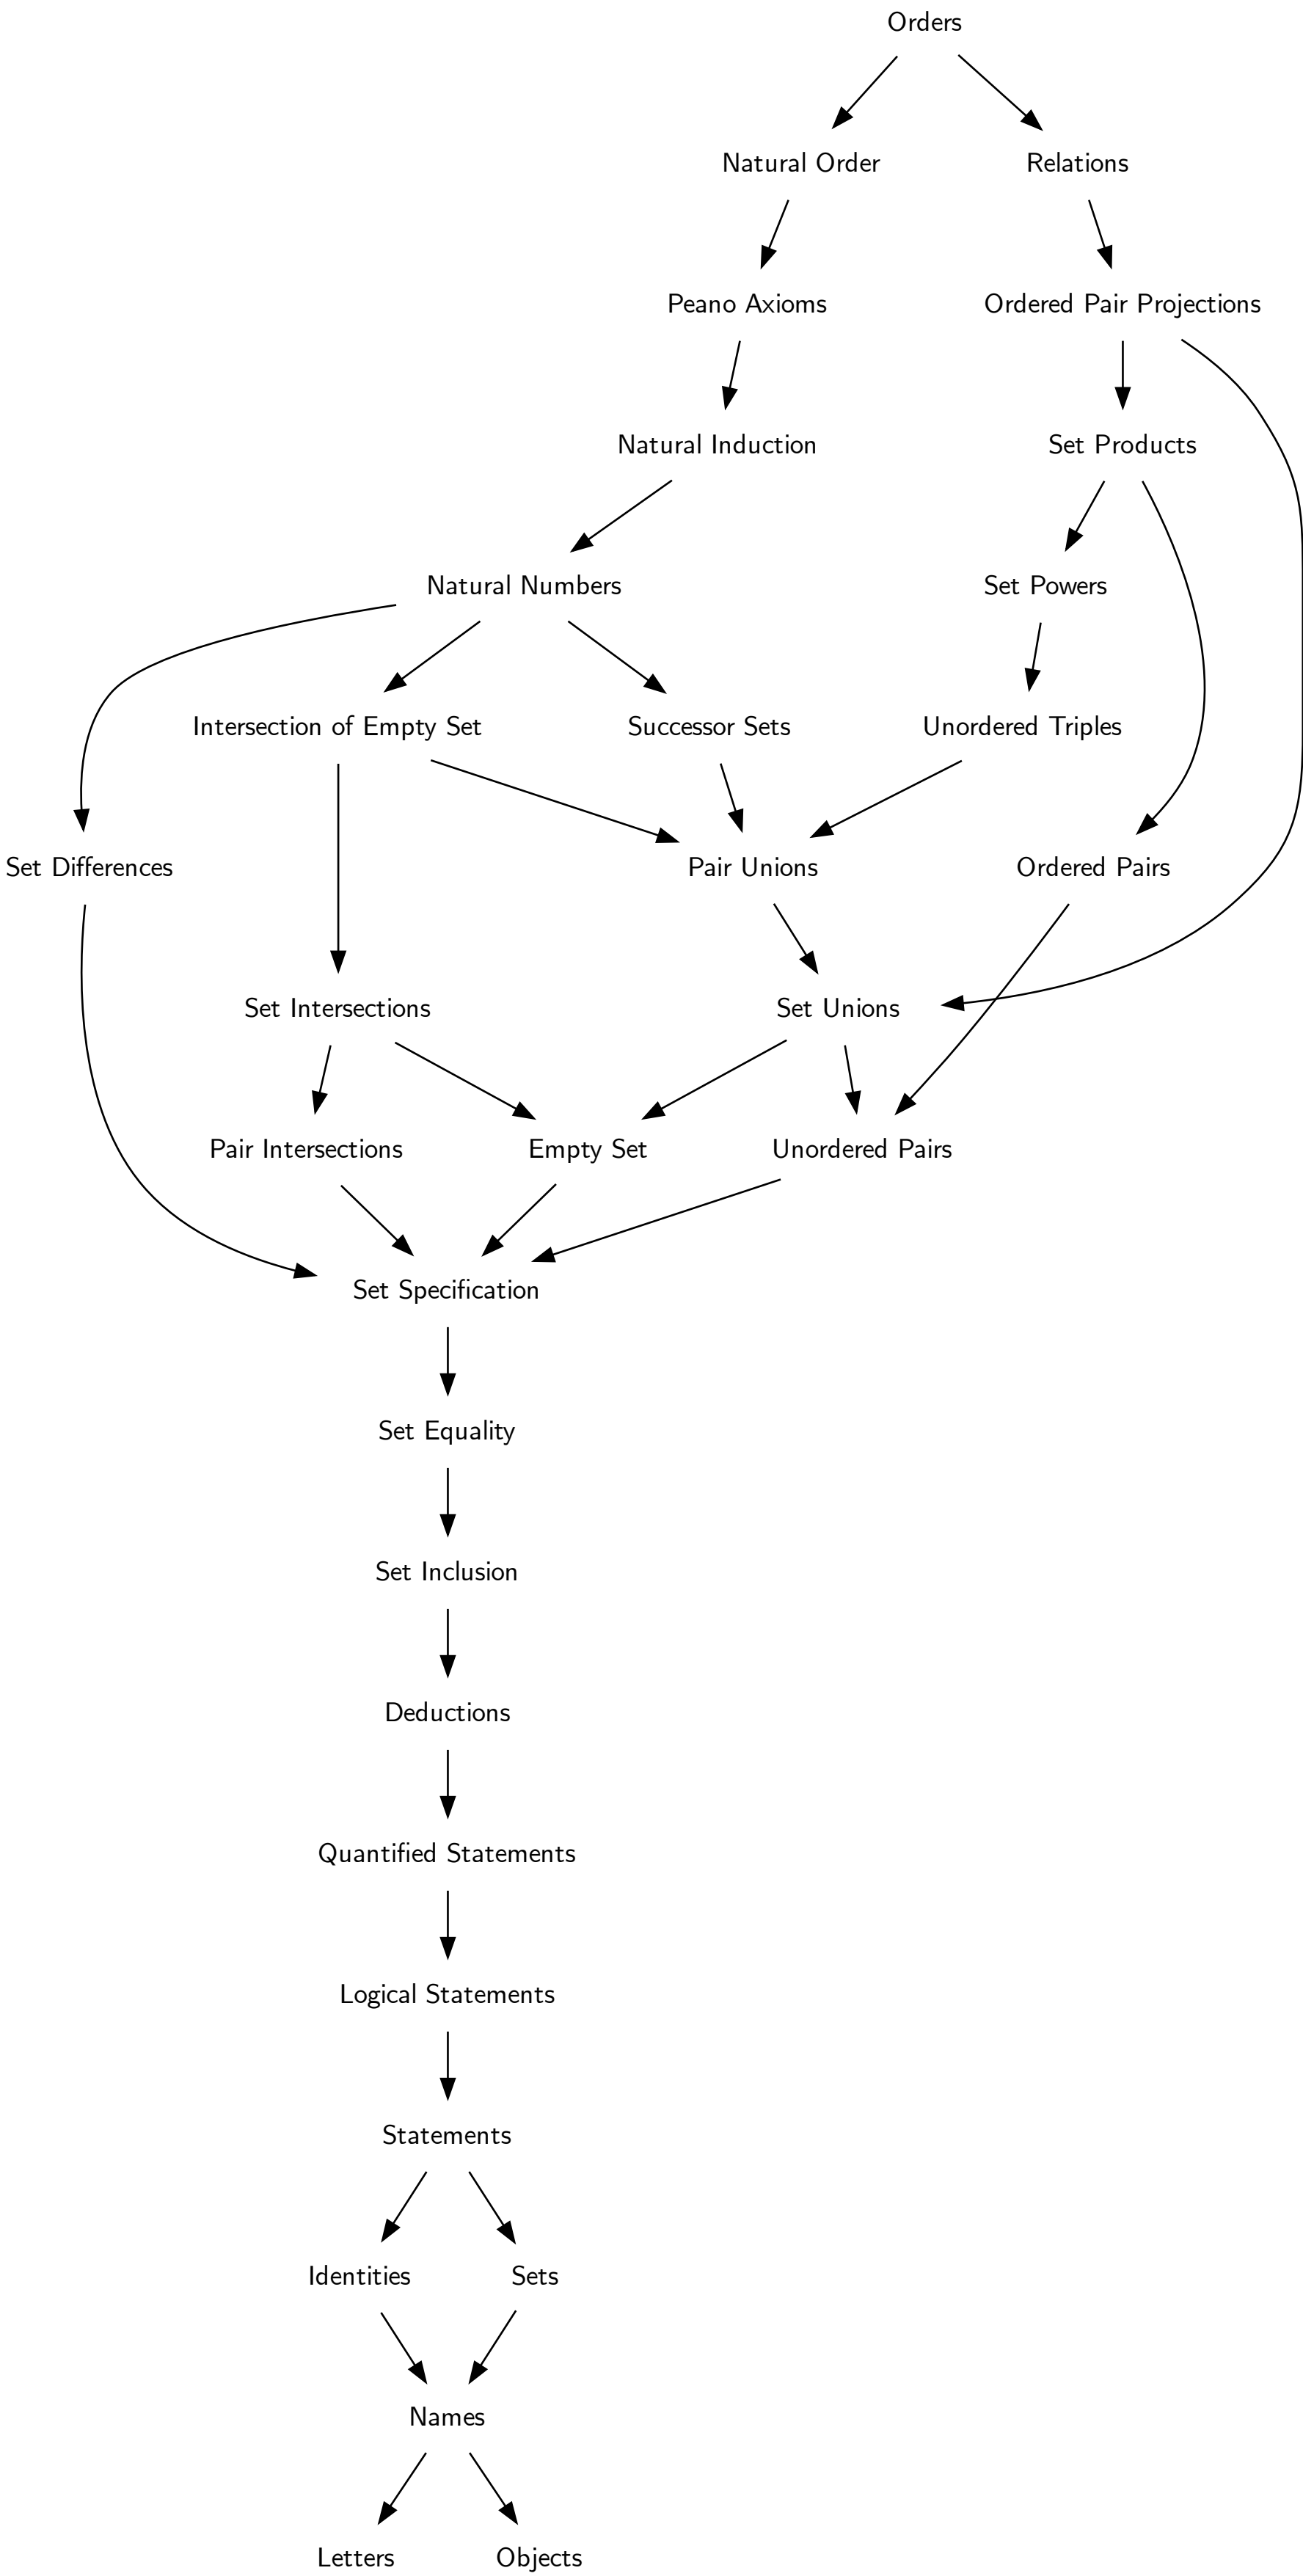 Orders
Natural Order
Relations
Peano Axioms
Ordered Pair Projections
Natural Induction
Set Products
Natural Numbers
Set Powers
Intersection of Empty Set
Successor Sets
Unordered Triples
Set Differences
Pair Unions
Ordered Pairs
Set Intersections
Set Unions
Pair Intersections
Empty Set
Unordered Pairs
Set Specification
Set Equality
Set Inclusion
Deductions
Quantified Statements
Logical Statements
Statements
Identities
Sets
Names
Letters
Objects